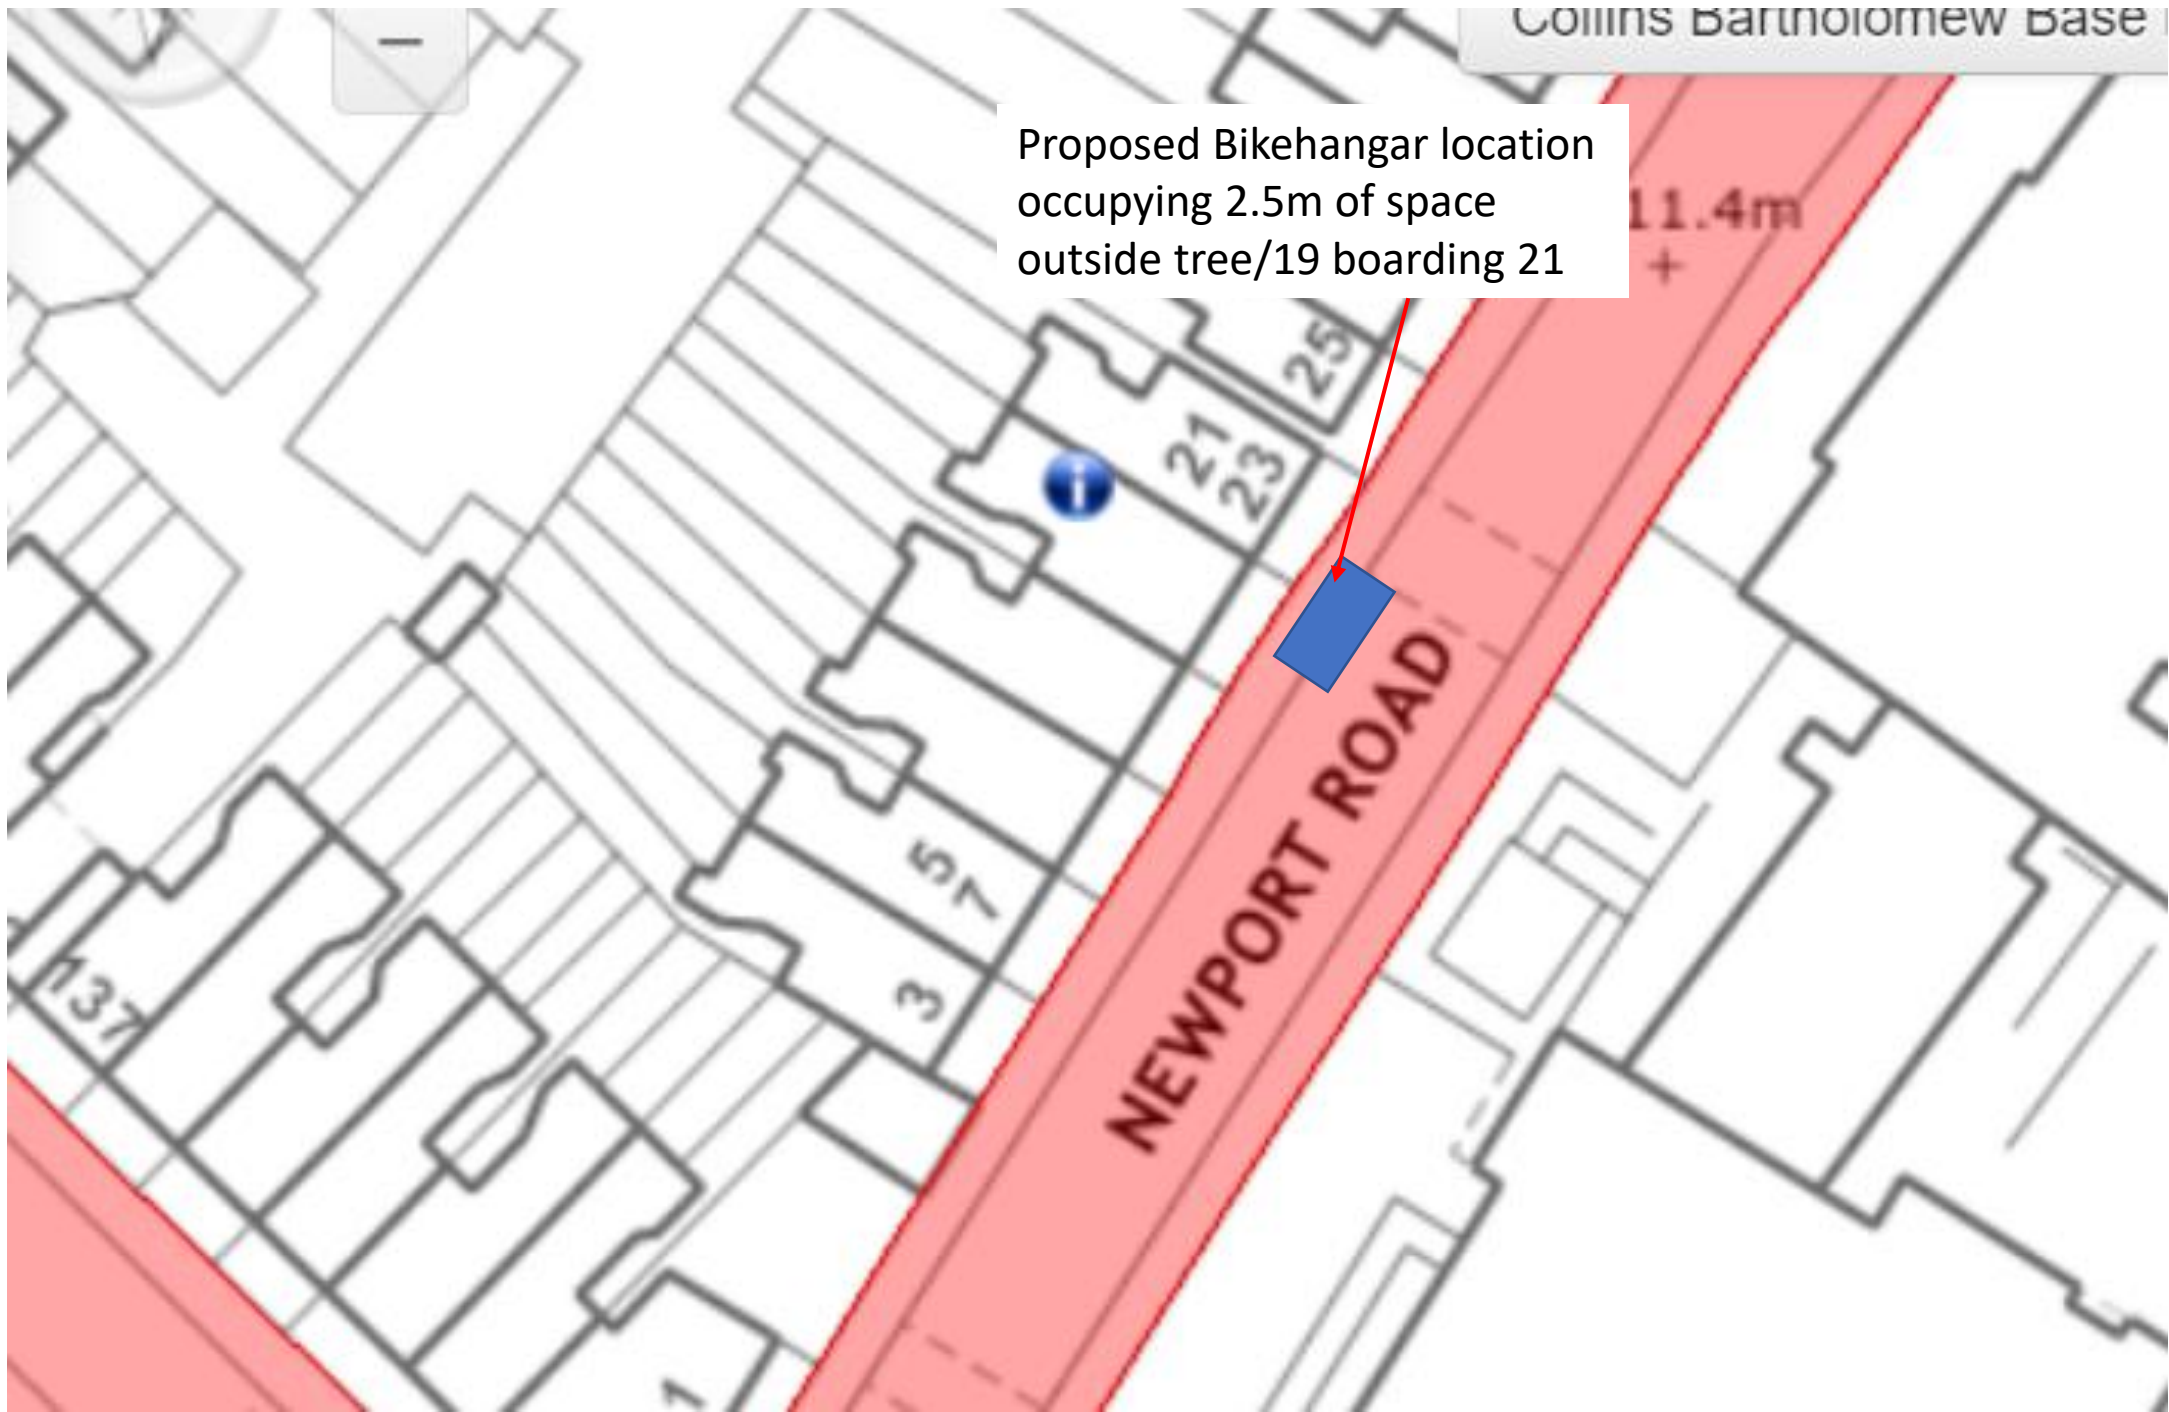 Collins Bartholomew Base
Proposed Bikehangar location
occupying 2.5m of space
outside tree/19 boarding 21
11.4m
25
21
23
i
NEWPORT ROAD
5
7
3
137
1